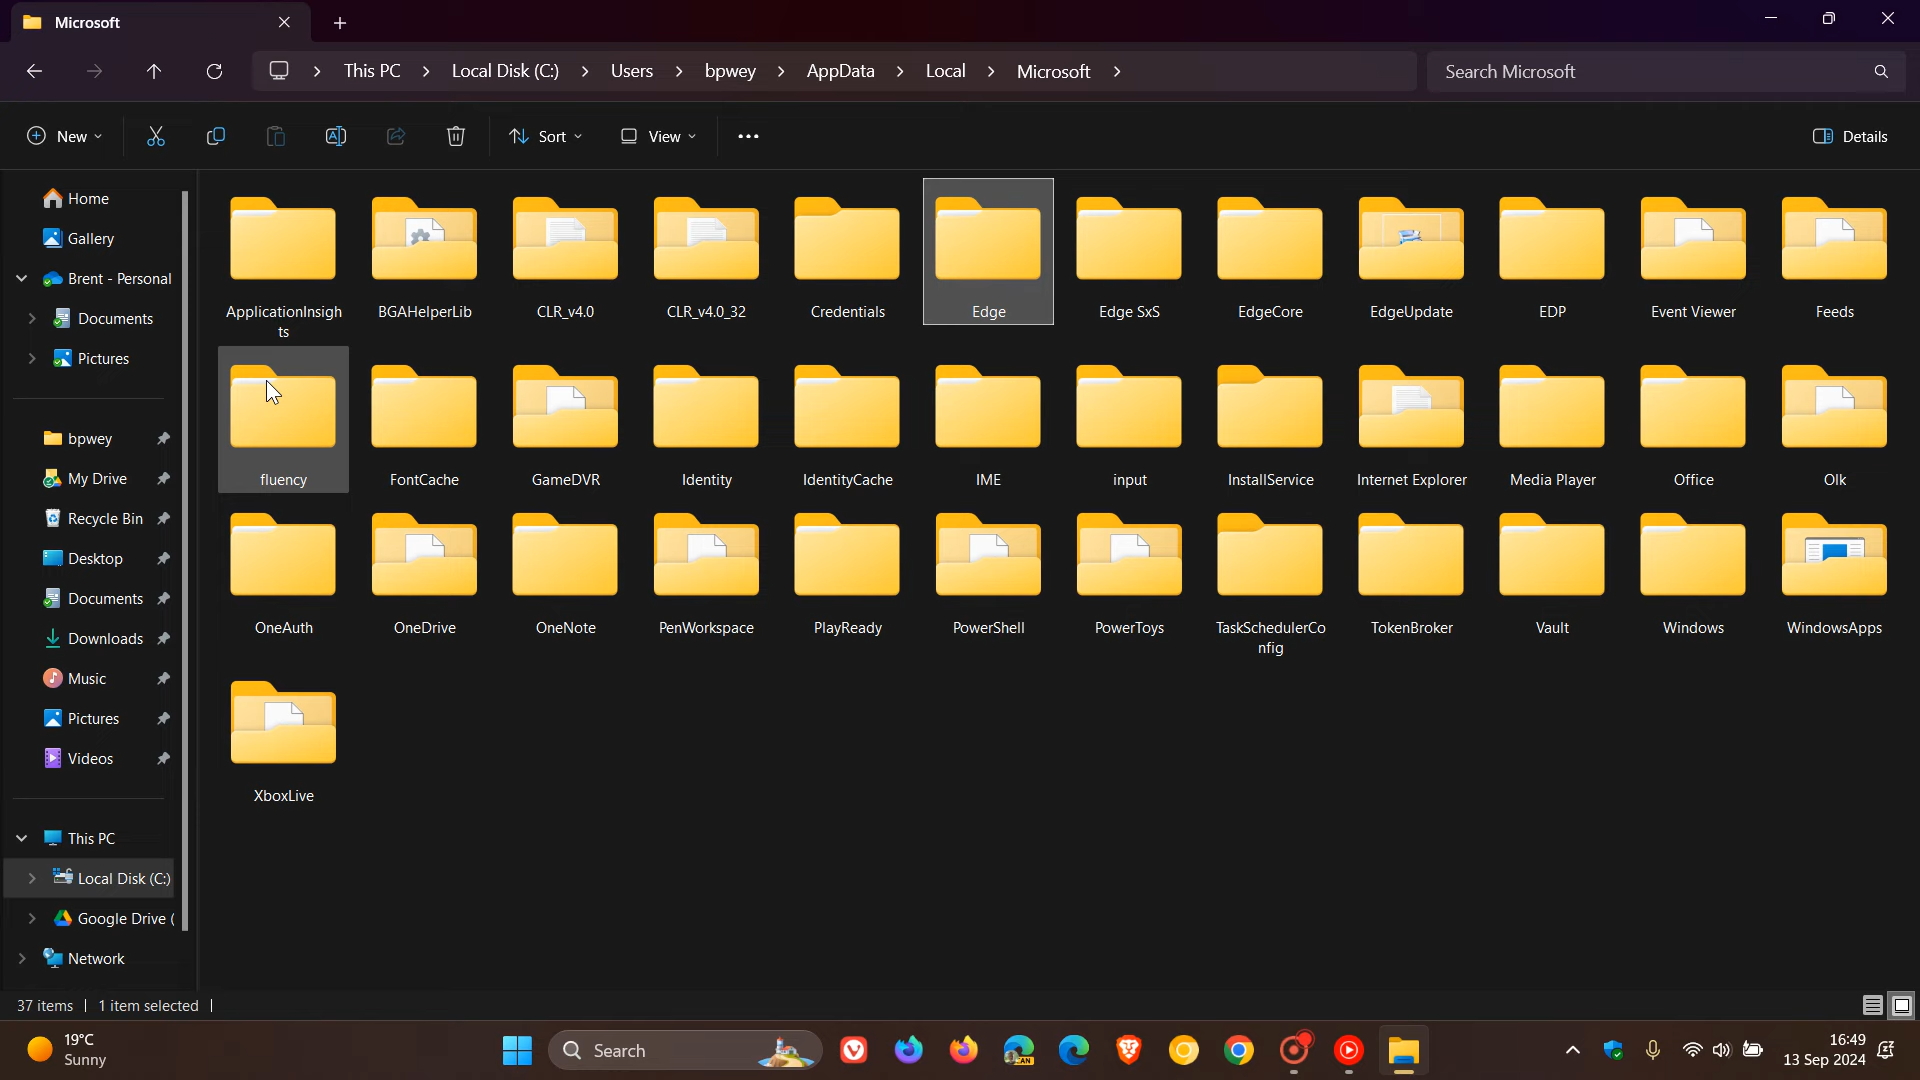 Microsoft
This PC Local Disk (C:) Users bpwey AppData Local Microsoft
Search Microsoft
New Sort View ••• Details
Home
Gallery
Brent - Personal
Documents
Pictures
bpwey
My Drive
Recycle Bin
Desktop
Documents
Downloads
Music
Pictures
Videos
This PC
Local Disk (C:)
Google Drive (
Network
ApplicationInsigh
ts
BGAHelperLib
CLR_v4.0
CLR_v4.0_32
Credentials
Edge
Edge SxS
EdgeCore
EdgeUpdate
EDP
Event Viewer
Feeds
fluency
FontCache
GameDVR
Identity
IdentityCache
IME
input
InstallService
Internet Explorer
Media Player
Office
Olk
OneAuth
OneDrive
OneNote
PenWorkspace
PlayReady
PowerShell
PowerToys
TaskSchedulerCo
nfig
TokenBroker
Vault
Windows
WindowsApps
XboxLive
37 items 1 item selected
19°C
Sunny
Search
16:49
13 Sep 2024